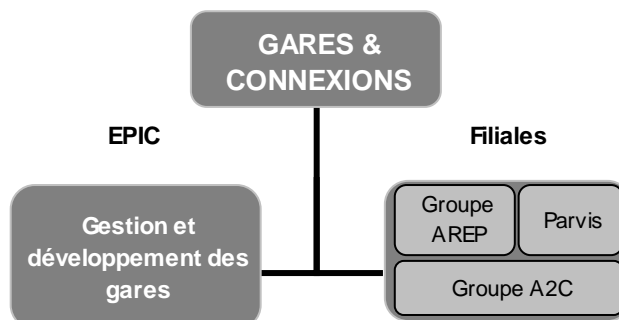 GARES &
CONNEXIONS
EPIC
Filiales
Gestion et
développement des
gares
Groupe
AREP
Parvis
Groupe A2C